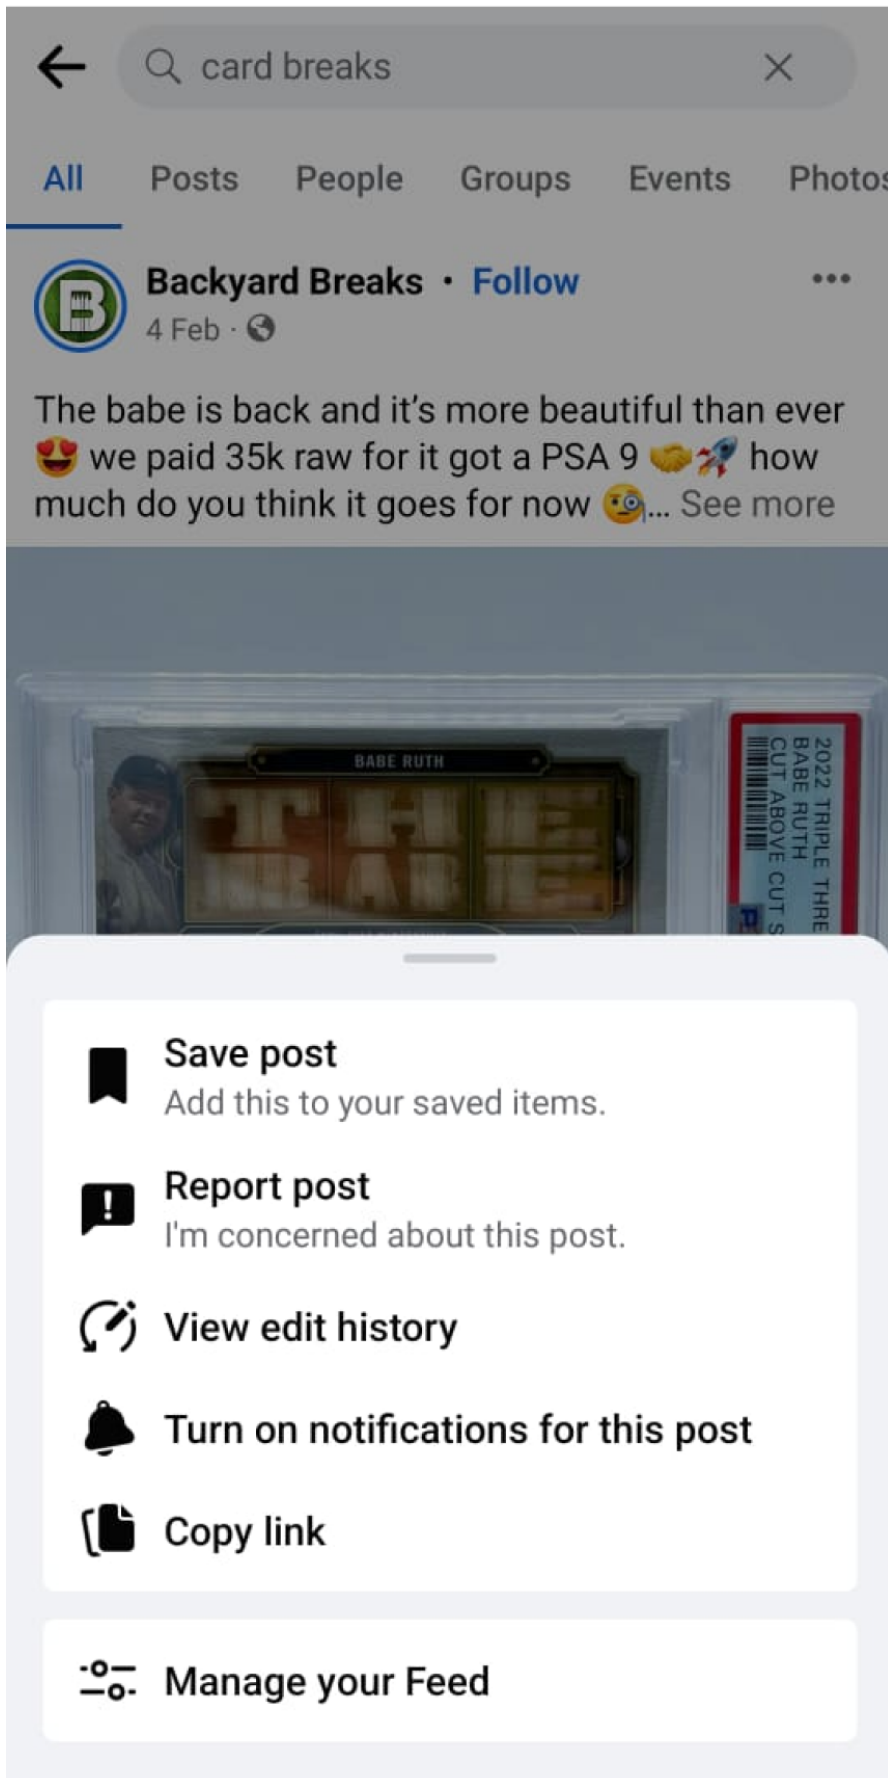 card breaks
All Posts People Groups Events Photos
Backyard Breaks · Follow
4 Feb ·
The babe is back and it’s more beautiful than ever
😍 we paid 35k raw for it got a PSA 9 🤝🚀 how
much do you think it goes for now 🧐... See more
BABE RUTH
THE
BABE
2022 TRIPLE THRE
BABE RUTH
CUT ABOVE CUT S
Save post
Add this to your saved items.
Report post
I'm concerned about this post.
View edit history
Turn on notifications for this post
Copy link
Manage your Feed